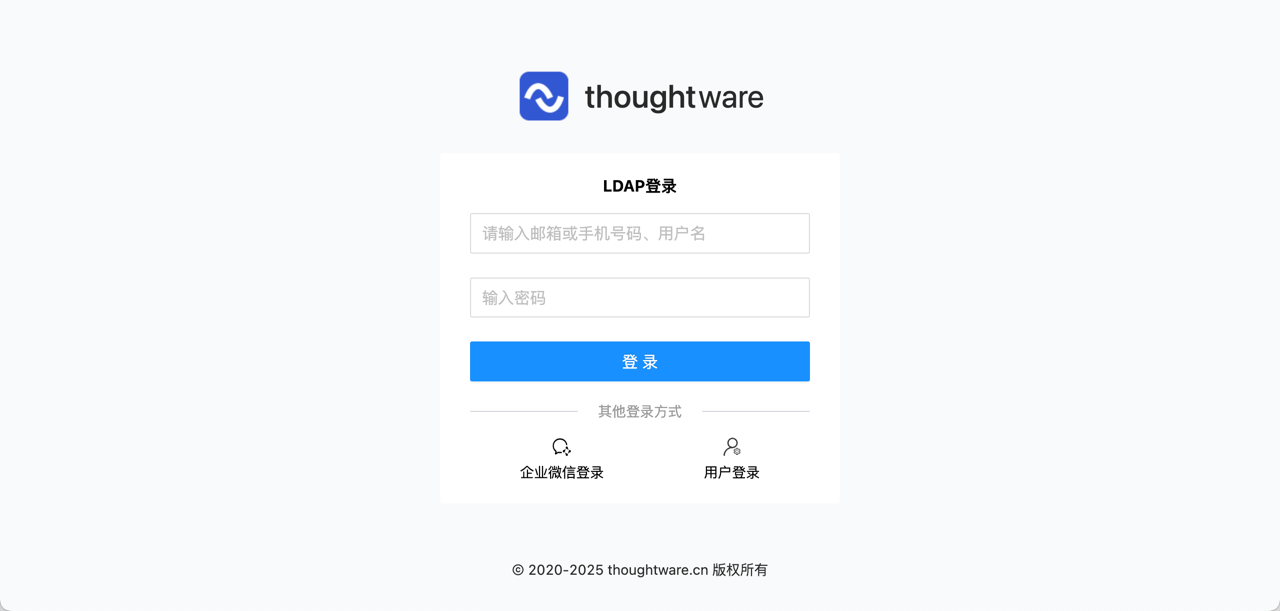 thoughtware
LDAP登录
请输入邮箱或手机号码、用户名
输入密码
登 录
其他登录方式
企业微信登录
用户登录
© 2020-2025 thoughtware.cn 版权所有